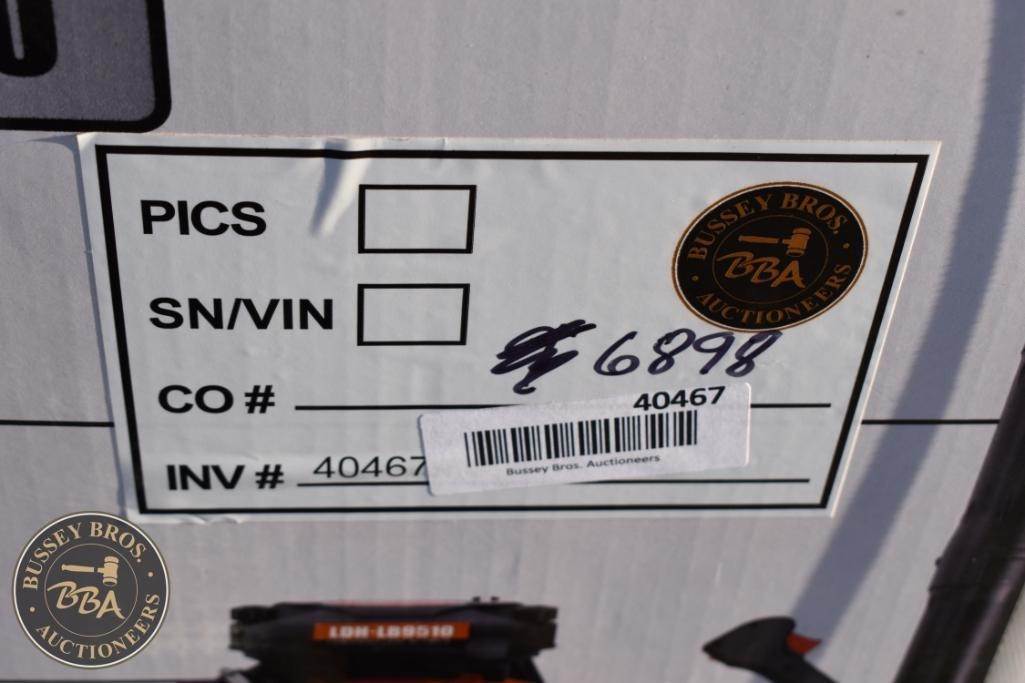 PICS
BUSSEY BROS.
BBA
AUCTIONEERS
SN/VIN
6898
CO #
40467
INV # 40467
Bussey Bros. Auctioneers
BUSSEY BROS.
BBA
AUCTIONEERS
LDH-LB9510